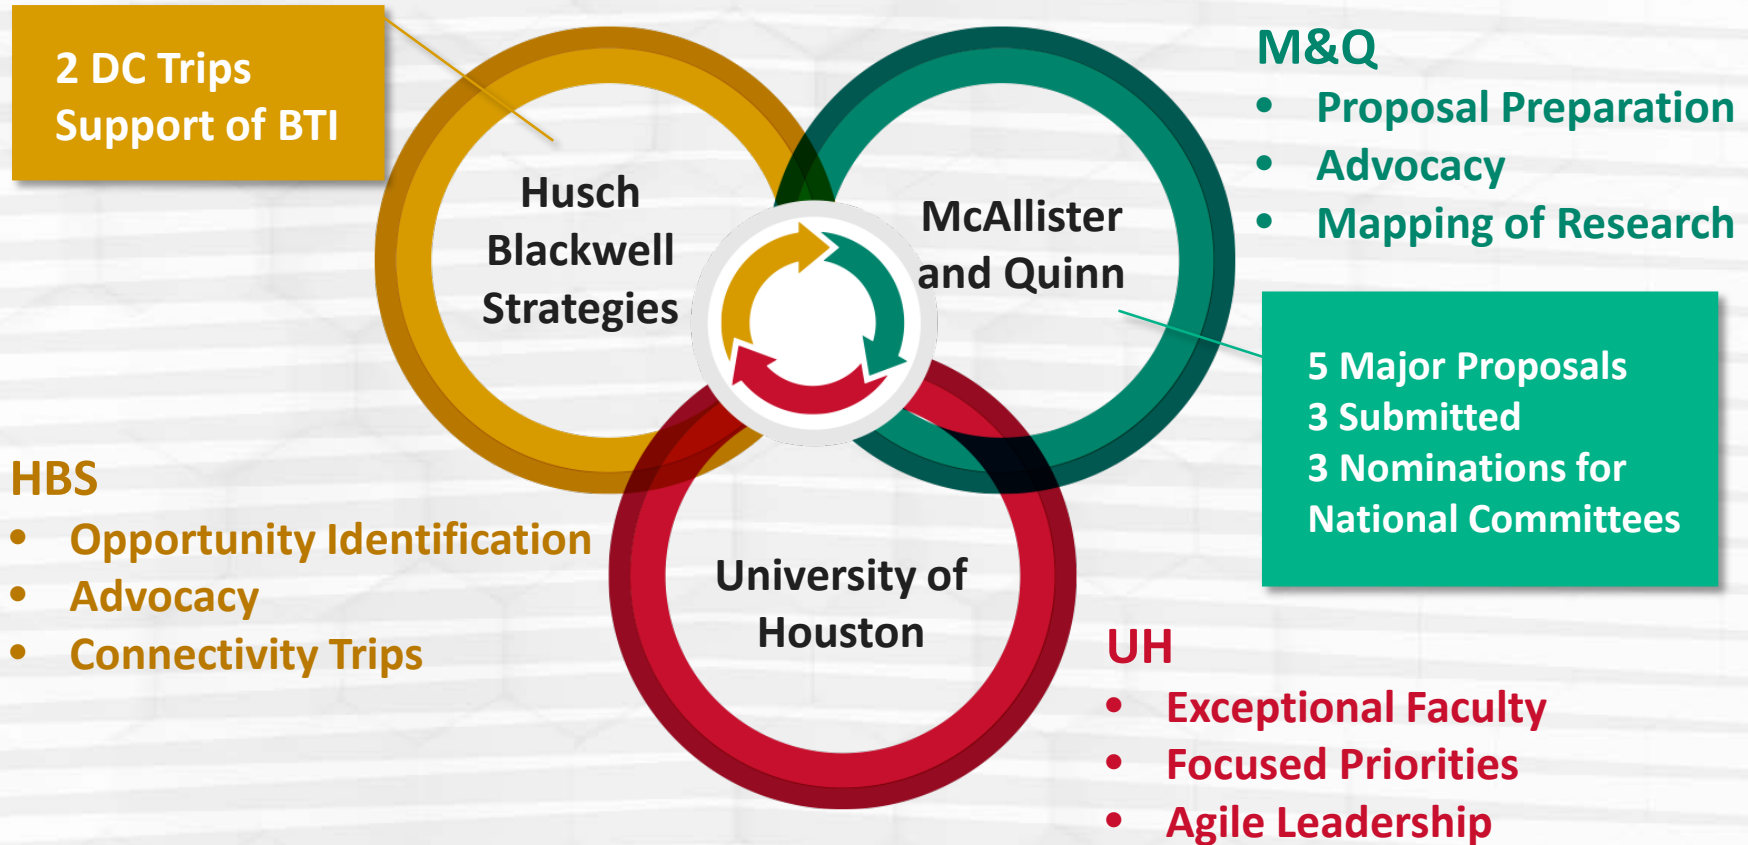 2 DC Trips
Support of BTI
Husch
Blackwell
Strategies
McAllister
and Quinn
M&Q
• Proposal Preparation
• Advocacy
• Mapping of Research
5 Major Proposals
3 Submitted
3 Nominations for
National Committees
HBS
• Opportunity Identification
• Advocacy
• Connectivity Trips
University of
Houston
UH
• Exceptional Faculty
• Focused Priorities
• Agile Leadership